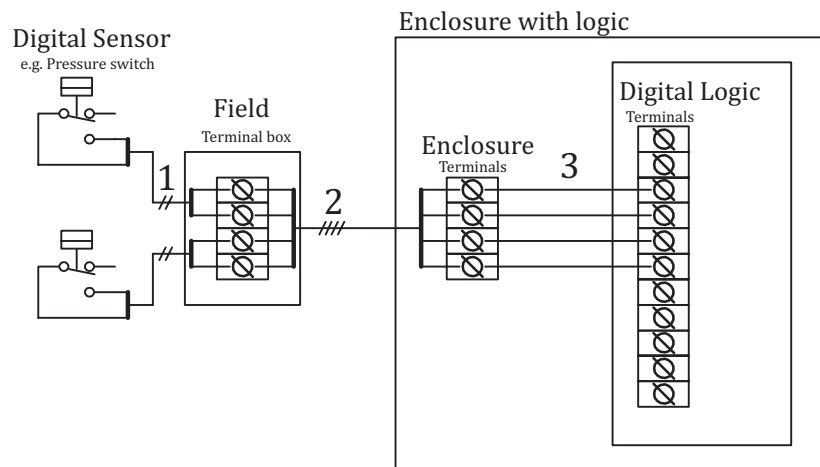 Enclosure with logic
Digital Sensor
e.g. Pressure switch
Field
Terminal box
Digital Logic
Terminals
Enclosure
Terminals
1
2
3